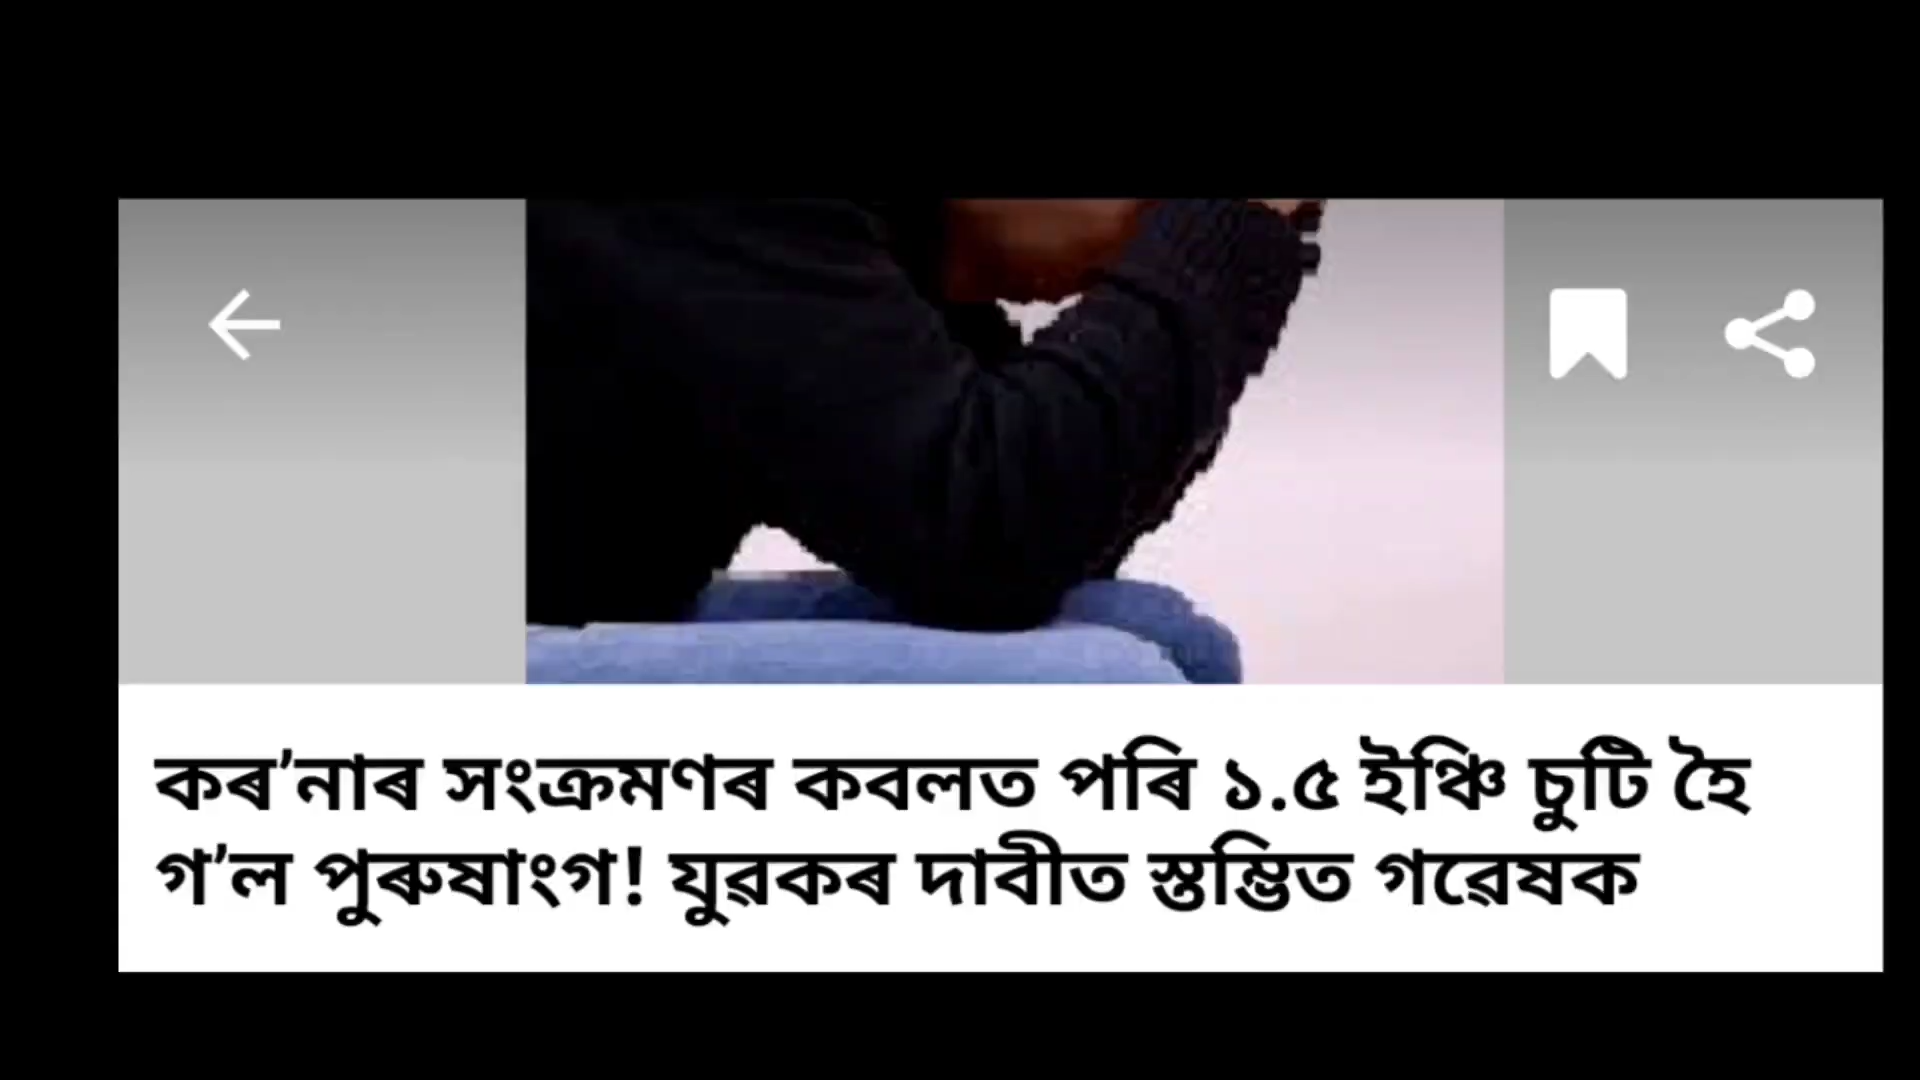 কৰ'নাৰ সংক্ৰমণৰ কবলত পৰি ১.৫ ইঞ্চি চুটি হৈ
গ'ল পুৰুষাংগ! যুৱকৰ দাবীত স্তম্ভিত গৱেষক